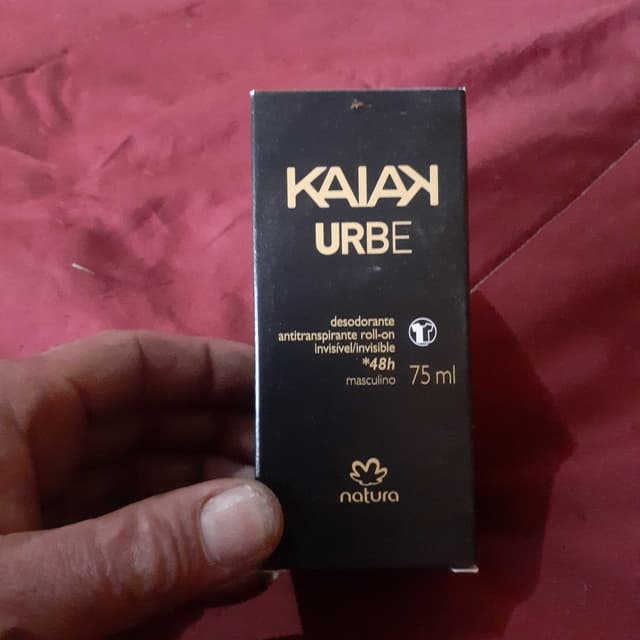 KAIAK
URBE
desodorante
antitranspirante roll-on
invisível/invisible
*48h
masculino 75 ml
natura